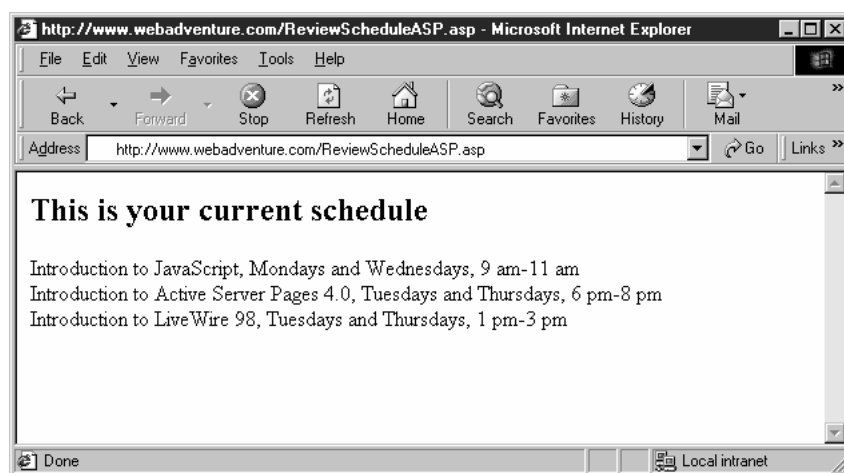 http://www.webadventure.com/ReviewScheduleASP.asp - Microsoft Internet Explorer
File Edit View Favorites Tools Help
Back Forward Stop Refresh Home Search Favorites History Mail »
Address http://www.webadventure.com/ReviewScheduleASP.asp Go Links »
This is your current schedule
Introduction to JavaScript, Mondays and Wednesdays, 9 am-11 am
Introduction to Active Server Pages 4.0, Tuesdays and Thursdays, 6 pm-8 pm
Introduction to LiveWire 98, Tuesdays and Thursdays, 1 pm-3 pm
Done Local intranet